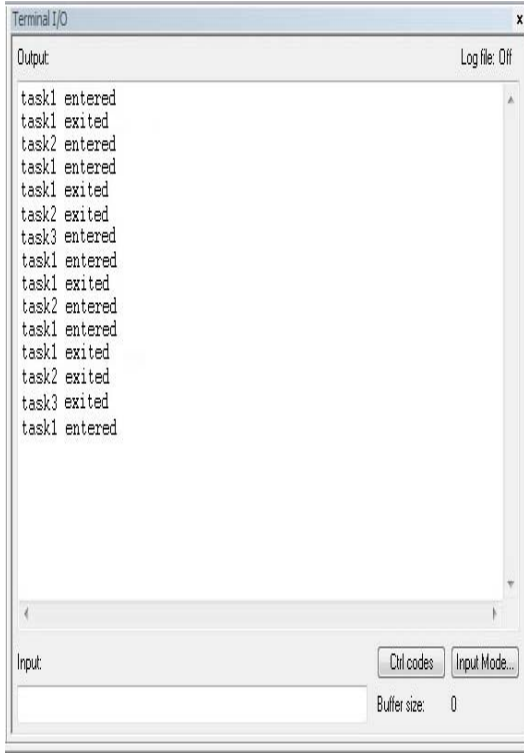 Terminal I/O x
Output: Log file: Off
task1 entered
task1 exited
task2 entered
task1 entered
task1 exited
task2 exited
task3 entered
task1 entered
task1 exited
task2 entered
task1 entered
task1 exited
task2 exited
task3 exited
task1 entered
Input: Ctrl codes Input Mode...
Buffer size: 0